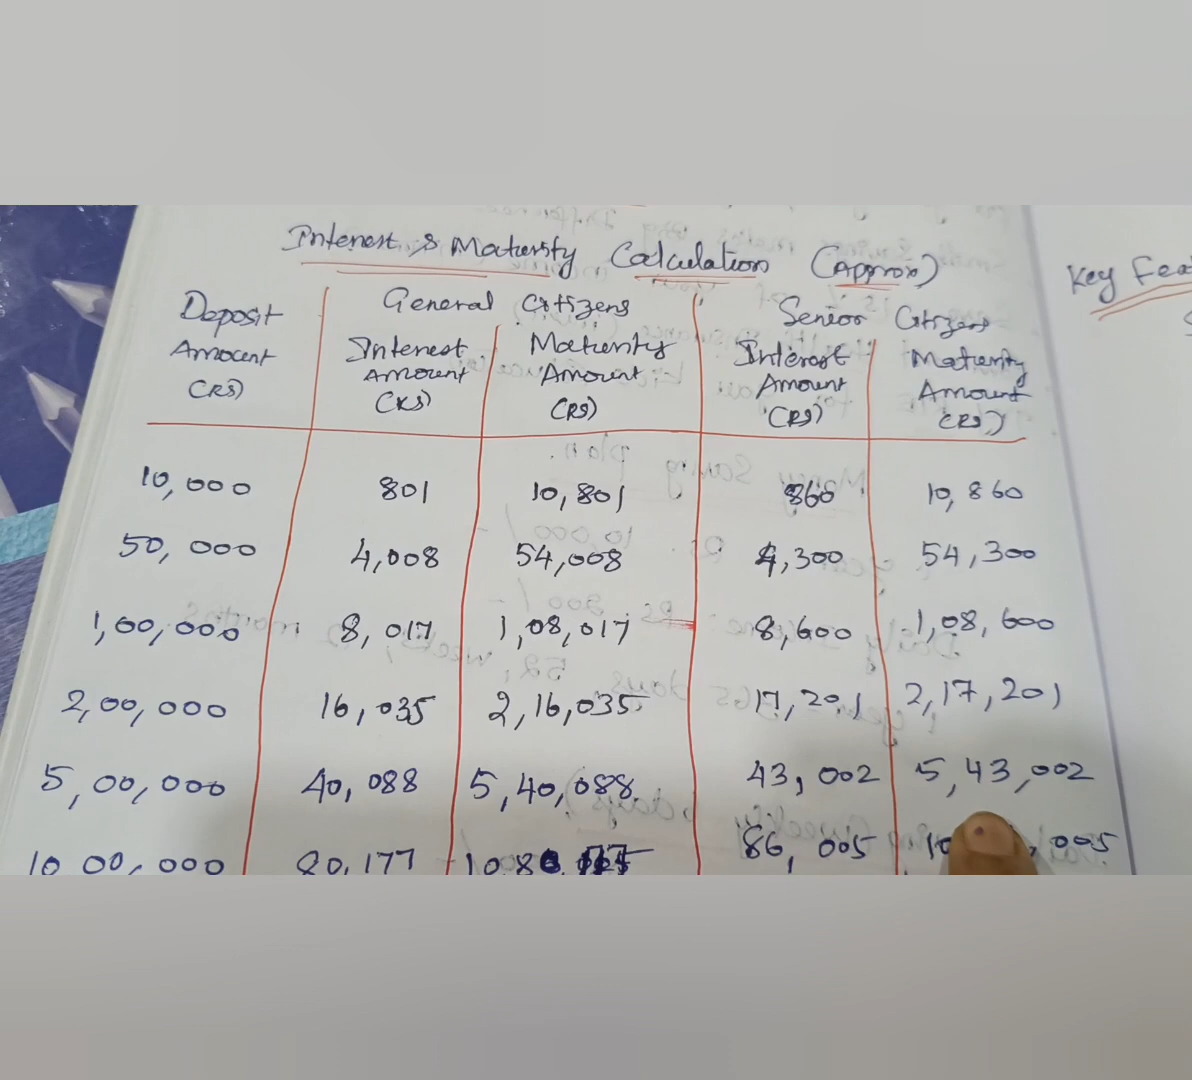 Interest & Maturity Calculation (Approx)
Key Fea
Deposit Amount (RS)
General Citizens
Senior Citizens
Interest Amount (RS)
Maturity Amount (RS)
Interest Amount (RS)
Maturity Amount (RS)
10,000 801 10,801 860 10,860
50,000 4,008 54,008 4,300 54,300
1,00,000 8,017 1,08,017 8,600 1,08,600
2,00,000 16,035 2,16,035 17,201 2,17,201
5,00,000 40,088 5,40,088 43,002 5,43,002
10,00,000 80,177 86,005